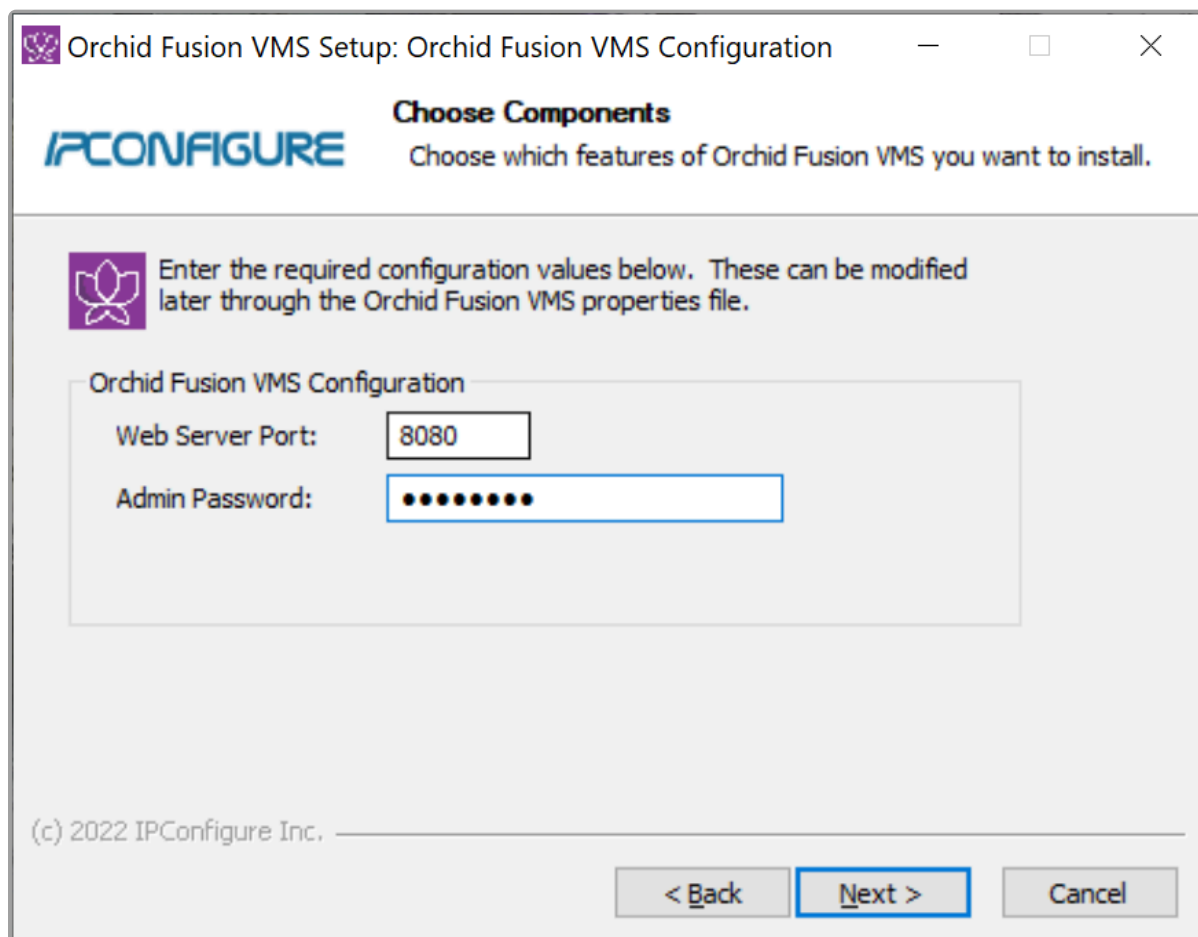 Orchid Fusion VMS Setup: Orchid Fusion VMS Configuration
IPCONFIGURE
Choose Components
Choose which features of Orchid Fusion VMS you want to install.
Enter the required configuration values below.  These can be modified
later through the Orchid Fusion VMS properties file.
Orchid Fusion VMS Configuration
Web Server Port: 8080
Admin Password: ●●●●●●●●
(c) 2022 IPConfigure Inc.
< Back Next > Cancel